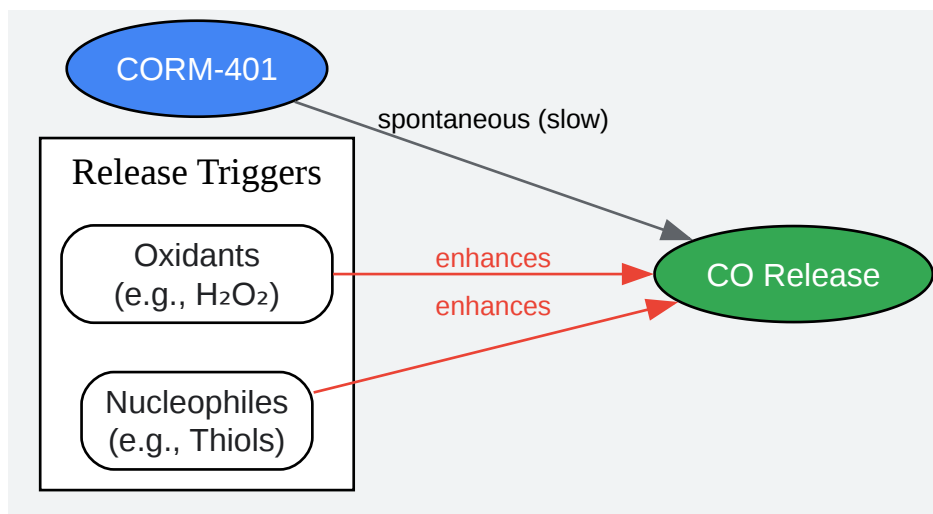 CORM-401
spontaneous (slow)
Release Triggers
Oxidants
(e.g., H₂O₂)
enhances
enhances
CO Release
Nucleophiles
(e.g., Thiols)